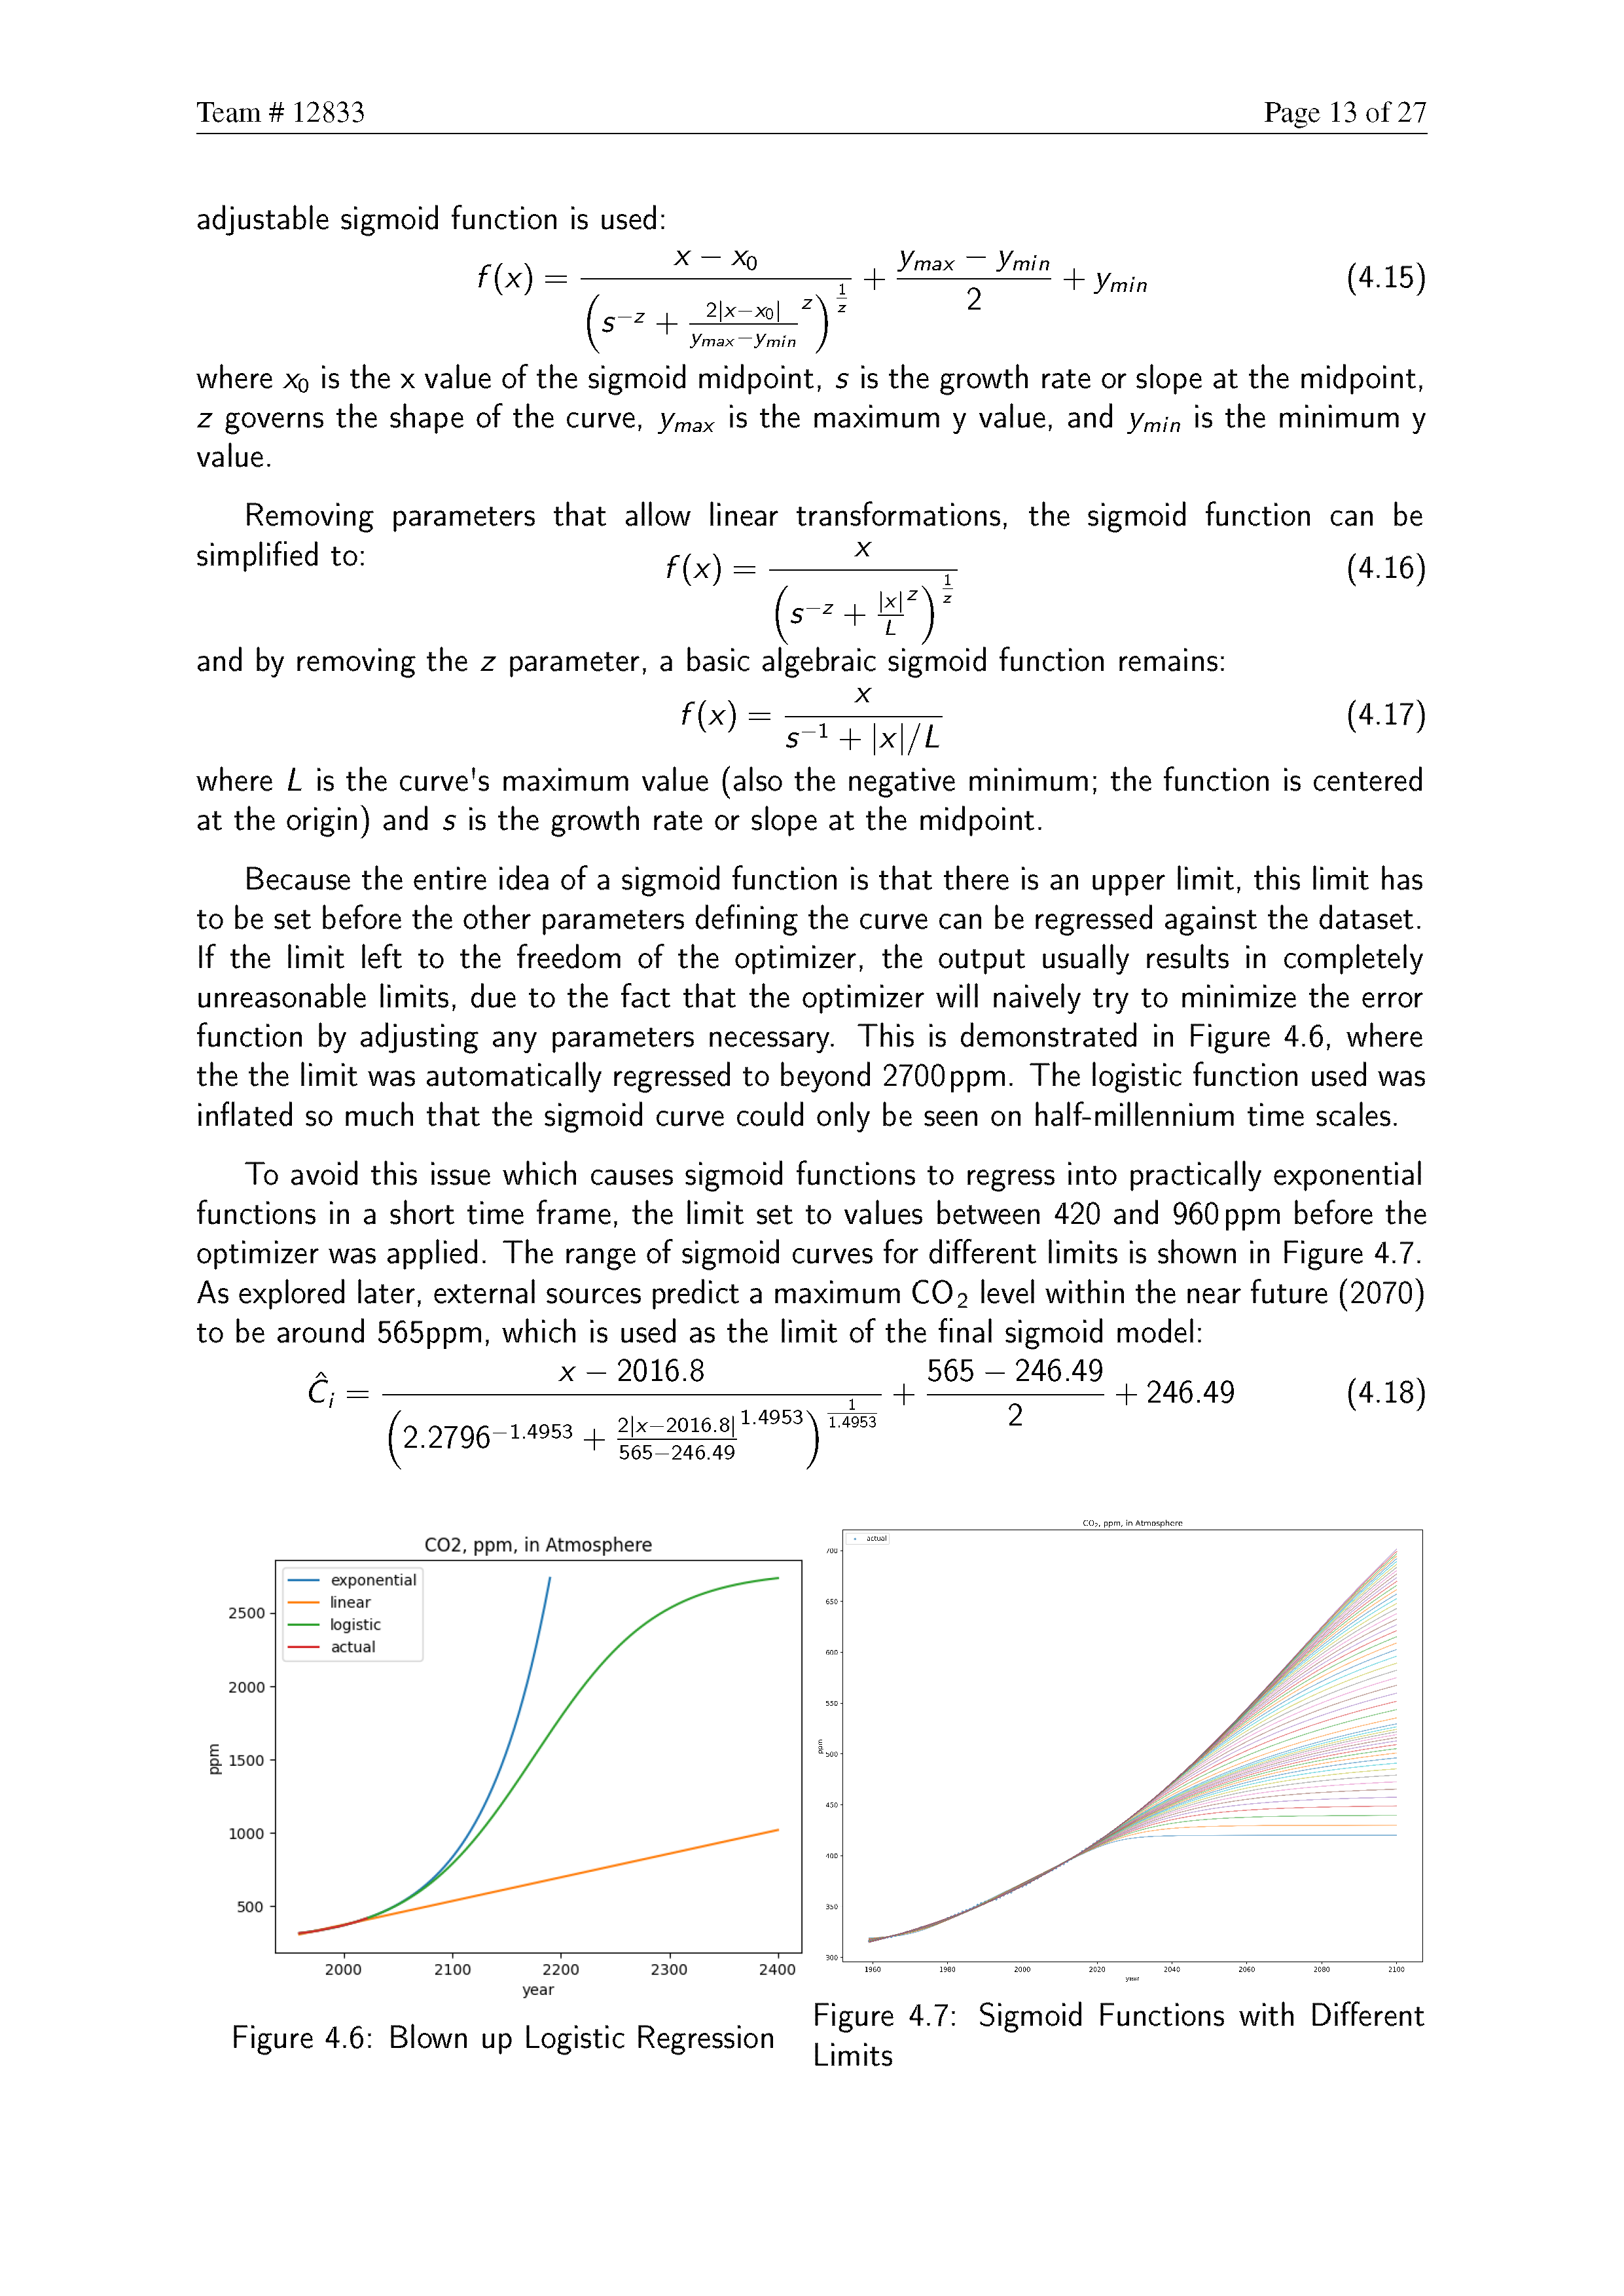 Team # 12833 Page 13 of 27
adjustable sigmoid function is used:
f(x) = \frac{x - x_0}{\left(s^{-z} + \frac{2|x-x_0|}{y_{max}-y_{min}}^z\right)^{\frac{1}{z}}} + \frac{y_{max} - y_{min}}{2} + y_{min} (4.15)
where x₀ is the x value of the sigmoid midpoint, s is the growth rate or slope at the midpoint,
z governs the shape of the curve, y_{max} is the maximum y value, and y_{min} is the minimum y
value.
Removing parameters that allow linear transformations, the sigmoid function can be
simplified to:
f(x) = \frac{x}{\left(s^{-z} + \frac{|x|}{L}^z\right)^{\frac{1}{z}}} (4.16)
and by removing the z parameter, a basic algebraic sigmoid function remains:
f(x) = \frac{x}{s^{-1} + |x|/L} (4.17)
where L is the curve's maximum value (also the negative minimum; the function is centered
at the origin) and s is the growth rate or slope at the midpoint.
Because the entire idea of a sigmoid function is that there is an upper limit, this limit has
to be set before the other parameters defining the curve can be regressed against the dataset.
If the limit left to the freedom of the optimizer, the output usually results in completely
unreasonable limits, due to the fact that the optimizer will naively try to minimize the error
function by adjusting any parameters necessary. This is demonstrated in Figure 4.6, where
the the limit was automatically regressed to beyond 2700ppm. The logistic function used was
inflated so much that the sigmoid curve could only be seen on half-millennium time scales.
To avoid this issue which causes sigmoid functions to regress into practically exponential
functions in a short time frame, the limit set to values between 420 and 960ppm before the
optimizer was applied. The range of sigmoid curves for different limits is shown in Figure 4.7.
As explored later, external sources predict a maximum CO₂ level within the near future (2070)
to be around 565ppm, which is used as the limit of the final sigmoid model:
\hat{C}_i = \frac{x - 2016.8}{\left(2.2796^{-1.4953} + \frac{2|x-2016.8|}{565-246.49}^{1.4953}\right)^{\frac{1}{1.4953}}} + \frac{565 - 246.49}{2} + 246.49 (4.18)
CO2, ppm, in Atmosphere
exponential
linear
logistic
actual
2500
2000
1500
1000
500
ppm
2000 2100 2200 2300 2400
year
Figure 4.6: Blown up Logistic Regression
CO₂, ppm, in Atmosphere
actual
700
650
600
550
500
450
400
350
300
ppm
1960 1980 2000 2020 2040 2060 2080 2100
year
Figure 4.7: Sigmoid Functions with Different
Limits